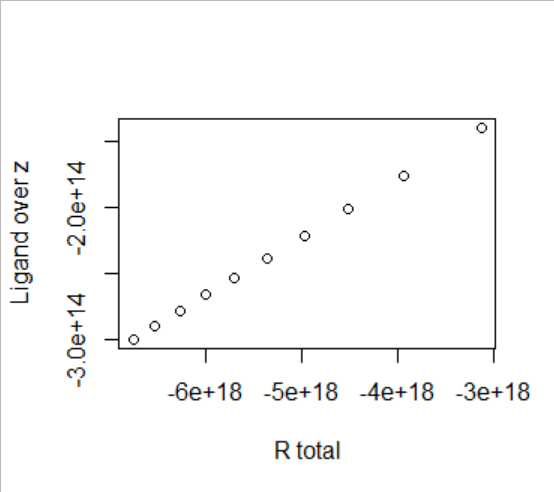 Ligand over z
-2.0e+14
-3.0e+14
-6e+18 -5e+18 -4e+18 -3e+18
R total